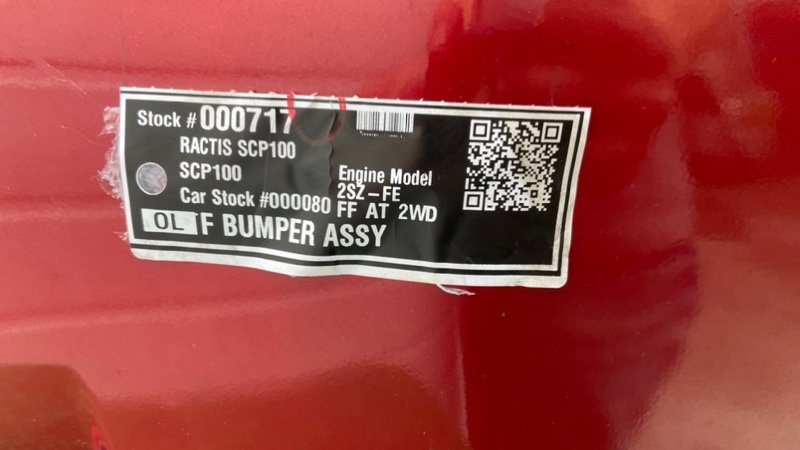 Stock # 000717
RACTIS SCP100
SCP100
Engine Model
2SZ-FE
Car Stock #000080
FF AT 2WD
OL F BUMPER ASSY